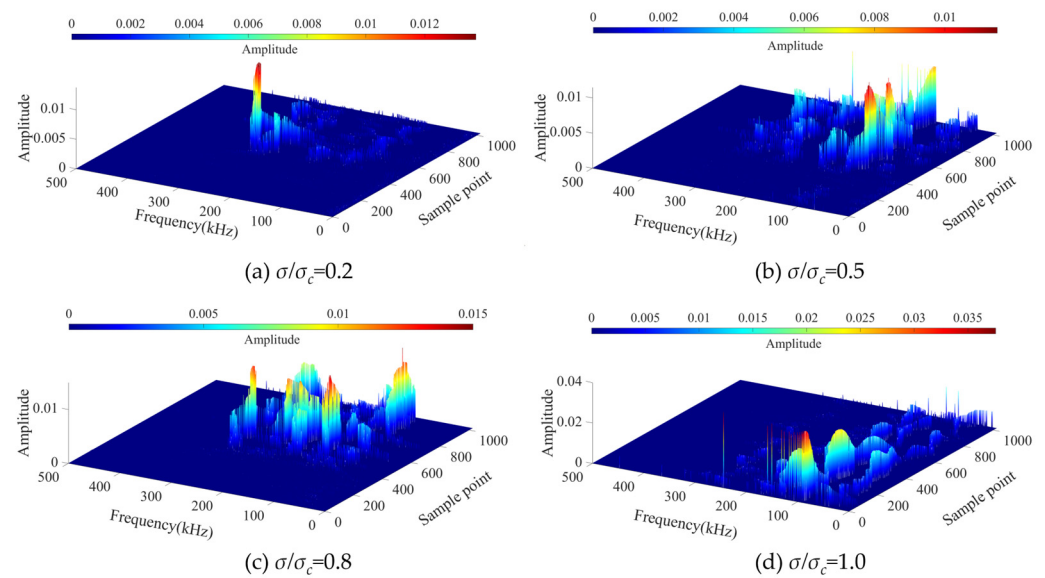 0 0.002 0.004 0.006 0.008 0.01 0.012
Amplitude
Amplitude
0.01
0.005
0
500
400
300
200
100
0
Frequency(kHz)
0
200
400
600
800
1000
Sample point
(a) σ/σc=0.2
0 0.002 0.004 0.006 0.008 0.01
Amplitude
Amplitude
0.01
0.005
0
500
400
300
200
100
0
Frequency(kHz)
0
200
400
600
800
1000
Sample point
(b) σ/σc=0.5
0 0.005 0.01 0.015
Amplitude
Amplitude
0.01
0
500
400
300
200
100
0
Frequency(kHz)
0
200
400
600
800
1000
Sample point
(c) σ/σc=0.8
0 0.005 0.01 0.015 0.02 0.025 0.03 0.035
Amplitude
Amplitude
0.04
0.02
0
500
400
300
200
100
0
Frequency(kHz)
0
200
400
600
800
1000
Sample point
(d) σ/σc=1.0